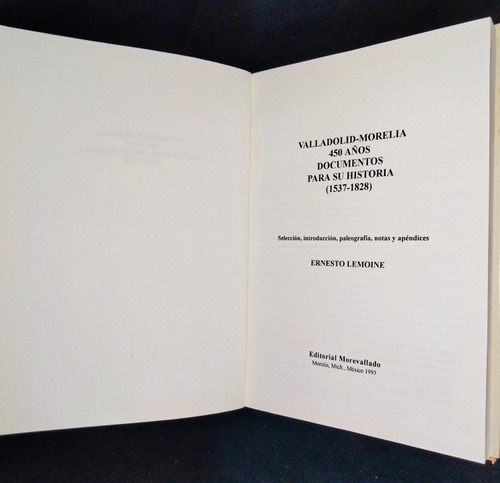 VALLADOLID-MORELIA
450 AÑOS
DOCUMENTOS
PARA SU HISTORIA
(1537-1828)
Selección, introducción, paleografía, notas y apéndices
ERNESTO LEMOINE
Editorial Morevallado
Morelia, Mich., México 1993